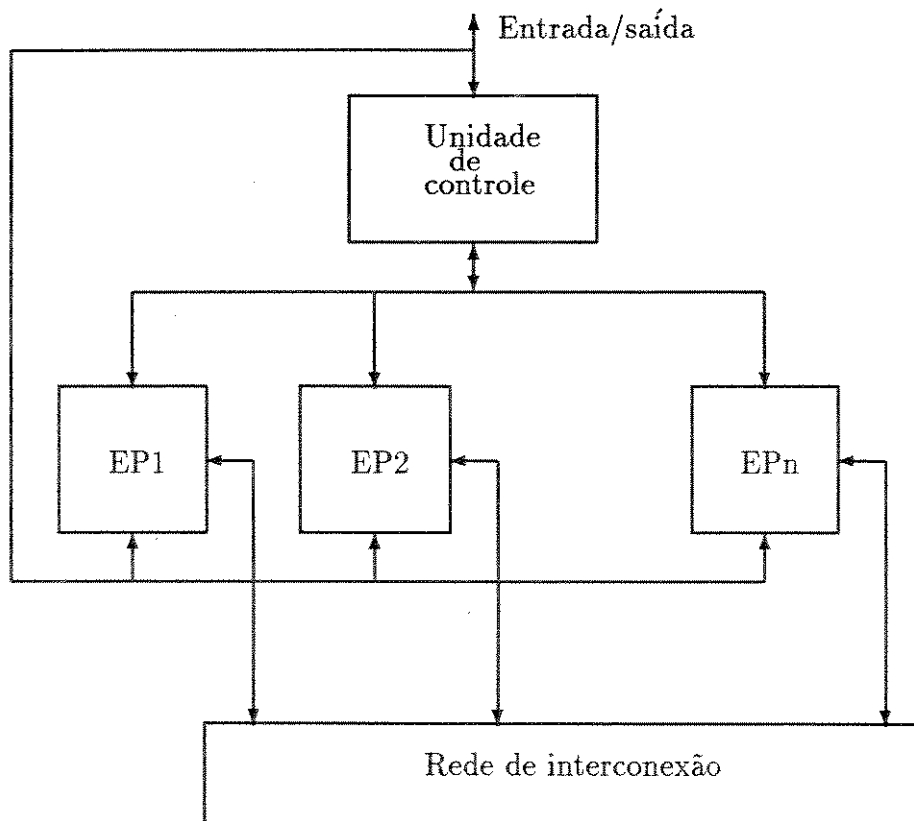 Entrada/saída
Unidade
de
controle
EP1
EP2
EPn
Rede de interconexão